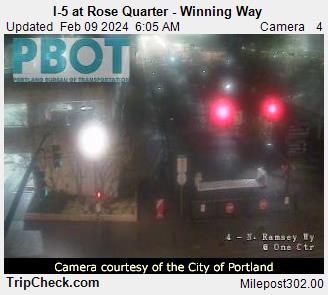 I-5 at Rose Quarter - Winning Way
Updated Feb 09 2024 6:05 AM Camera 4
PBOT
PORTLAND BUREAU OF TRANSPORTATION
4 - N. Ramsey Wy
@ One Ctr
Camera courtesy of the City of Portland
TripCheck.com Milepost302.00